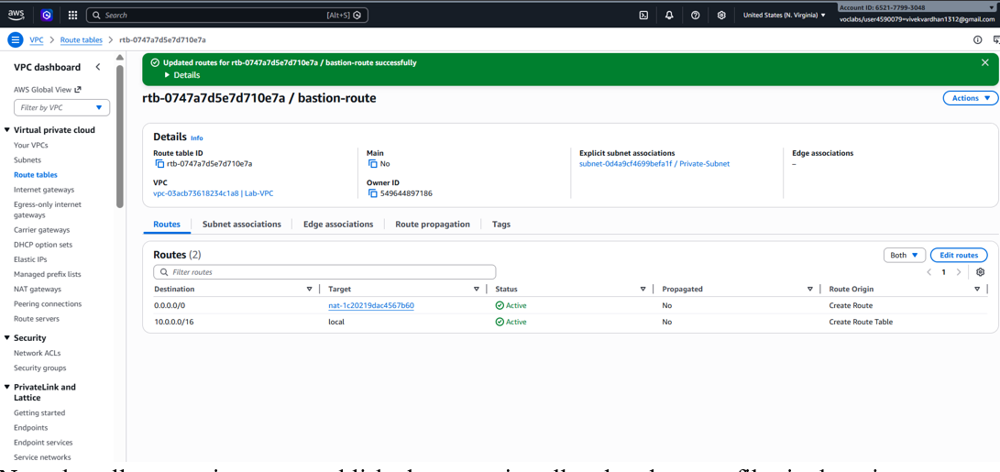 aws
Search
[Alt+S]
United States (N. Virginia)
Account ID: 6521-7799-3048
voclabs/user4590079=vivekvardhan1312@gmail.com
VPC > Route tables > rtb-0747a7d5e7d710e7a
VPC dashboard
AWS Global View
Filter by VPC
Virtual private cloud
Your VPCs
Subnets
Route tables
Internet gateways
Egress-only internet
gateways
Carrier gateways
DHCP option sets
Elastic IPs
Managed prefix lists
NAT gateways
Peering connections
Route servers
Security
Network ACLs
Security groups
PrivateLink and
Lattice
Getting started
Endpoints
Endpoint services
Service networks
Updated routes for rtb-0747a7d5e7d710e7a / bastion-route successfully
Details
rtb-0747a7d5e7d710e7a / bastion-route
Actions
Details Info
Route table ID
rtb-0747a7d5e7d710e7a
Main
No
Explicit subnet associations
subnet-0d4a9cf4699befa1f / Private-Subnet
Edge associations
–
VPC
vpc-03acb73618234c1a8 | Lab-VPC
Owner ID
549644897186
Routes Subnet associations Edge associations Route propagation Tags
Routes (2)
Both
Edit routes
Filter routes
1
Destination Target Status Propagated Route Origin
0.0.0.0/0 nat-1c20219dac4567b60 Active No Create Route
10.0.0.0/16 local Active No Create Route Table